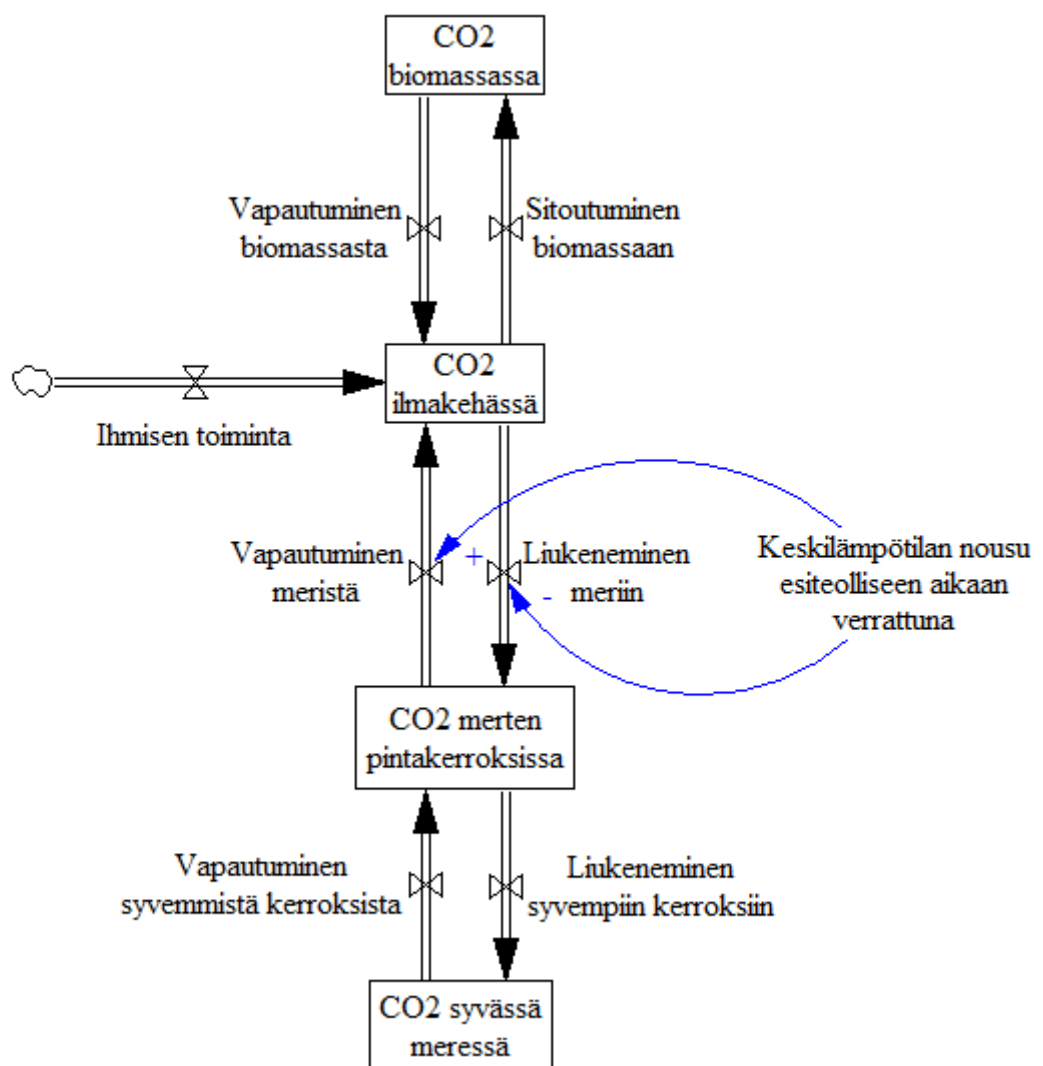 CO2
biomassassa
Vapautuminen
biomassasta
Sitoutuminen
biomassaan
CO2
ilmakehässä
Ihmisen toiminta
Vapautuminen
meristä
+
Liukeneminen
meriin
-
Keskilämpötilan nousu
esiteolliseen aikaan
verrattuna
CO2 merten
pintakerroksissa
Vapautuminen
syvemmistä kerroksista
Liukeneminen
syvempiin kerroksiin
CO2 syvässä
meressä